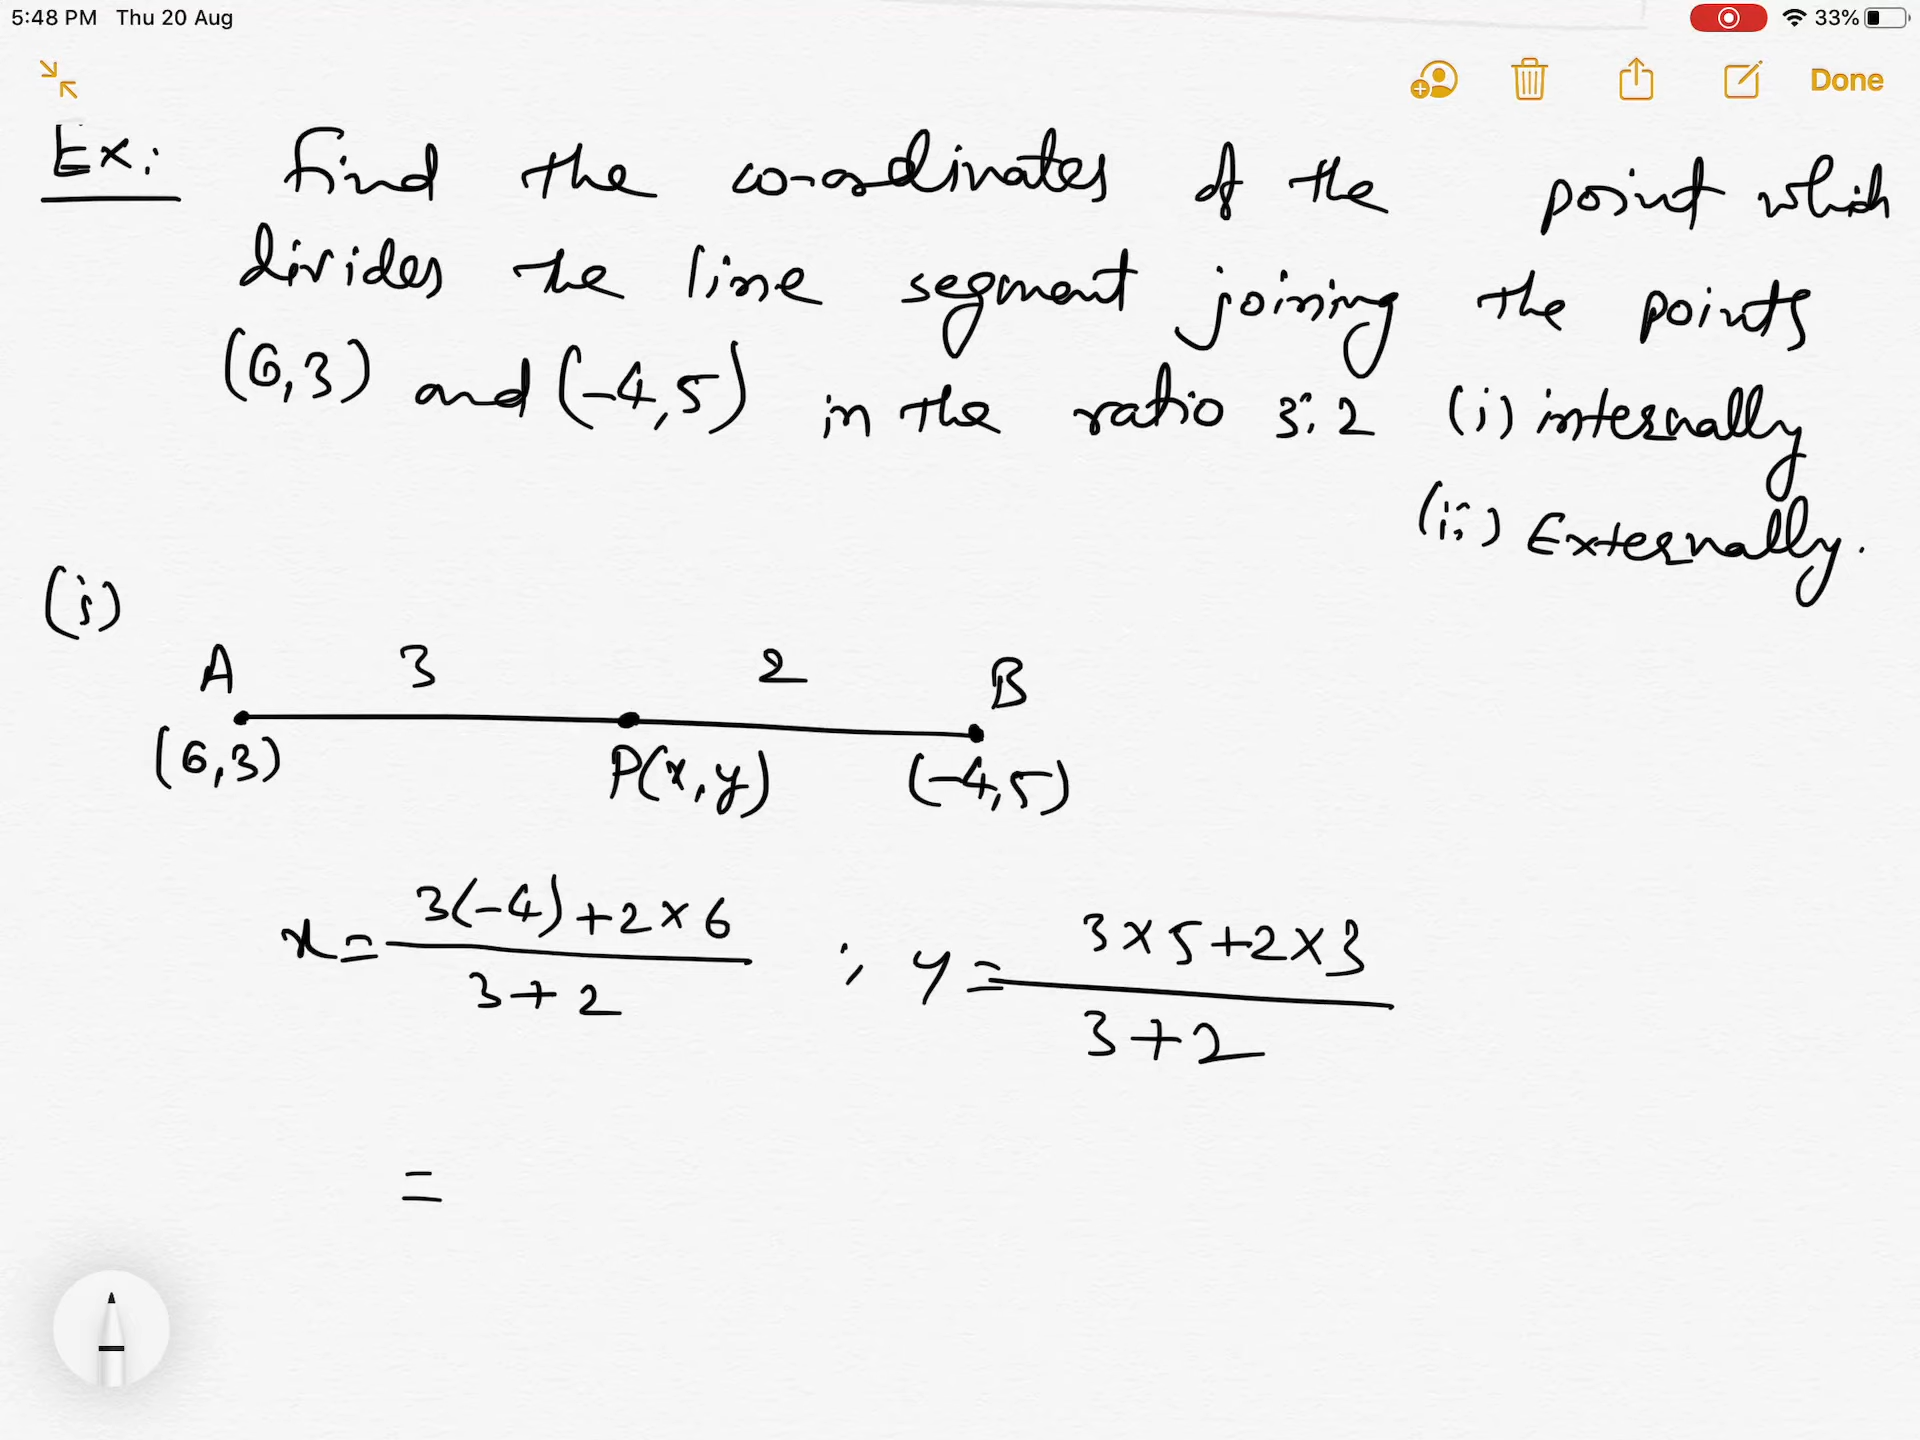 5:48 PM Thu 20 Aug 33%
Done
Ex: Find the co-ordinates of the point which
divides the line segment joining the points
(6,3) and (-4,5) in the ratio 3:2 (i) internally
(ii) Externally.
(i)
A 3 2 B
(6,3) P(x,y) (-4,5)
x = 3(-4)+2×6 / 3+2 ; y = 3×5+2×3 / 3+2
=